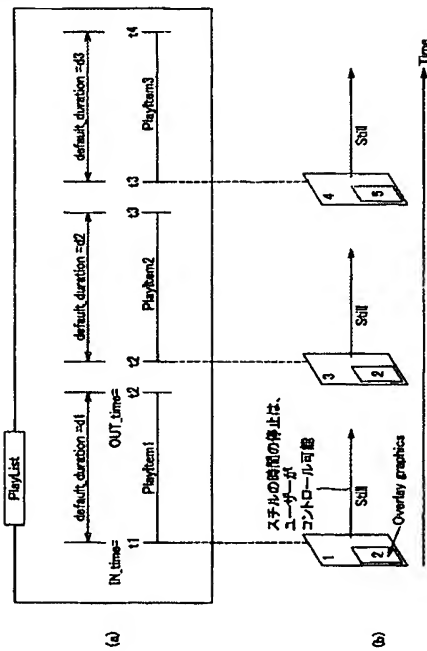 PlayList
default_duration =d1
default_duration =d2
default_duration =d3
IN_time=
t1
OUT_time=
t2
t2
t3
t3
t4
PlayItem1
PlayItem2
PlayItem3
(a)
スチルの時間の停止は、
ユーザーが
コントロール可能
Still
Still
Still
1
2
3
2
4
5
Overlay graphics
(b)
Time